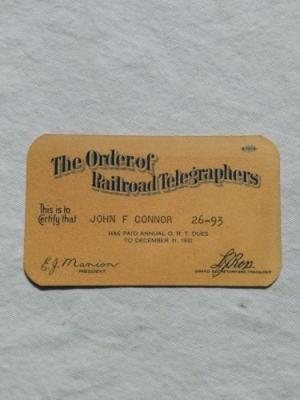 The Order of
Railroad Telegraphers
This is to
Certify that JOHN F CONNOR 26-93
HAS PAID ANNUAL O. R. T. DUES
TO DECEMBER 31, 
E. J. Manion
PRESIDENT
L. J. Ross
GRAND SECRETARY AND TREASURER